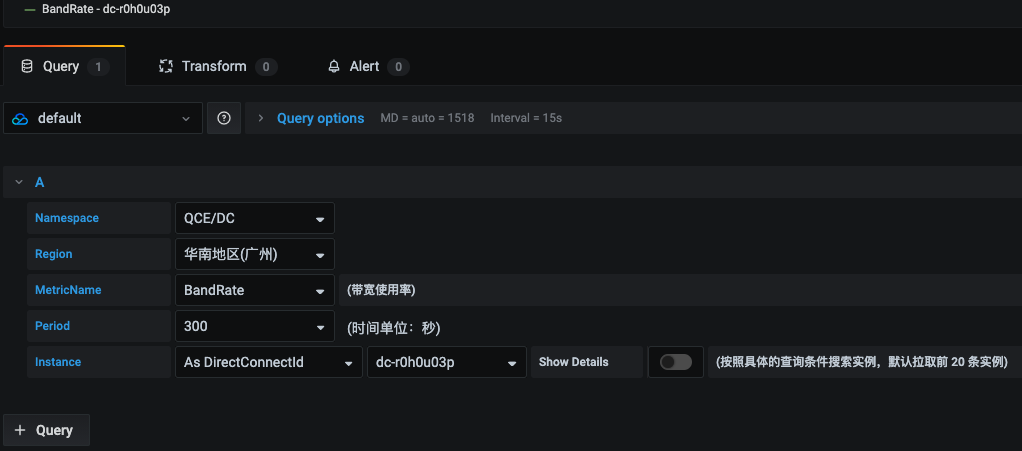 BandRate - dc-r0h0u03p
Query 1 Transform 0 Alert 0
default Query options MD = auto = 1518 Interval = 15s
A
Namespace QCE/DC
Region 华南地区(广州)
MetricName BandRate (带宽使用率)
Period 300 (时间单位：秒)
Instance As DirectConnectId dc-r0h0u03p Show Details (按照具体的查询条件搜索实例，默认拉取前 20 条实例)
+ Query